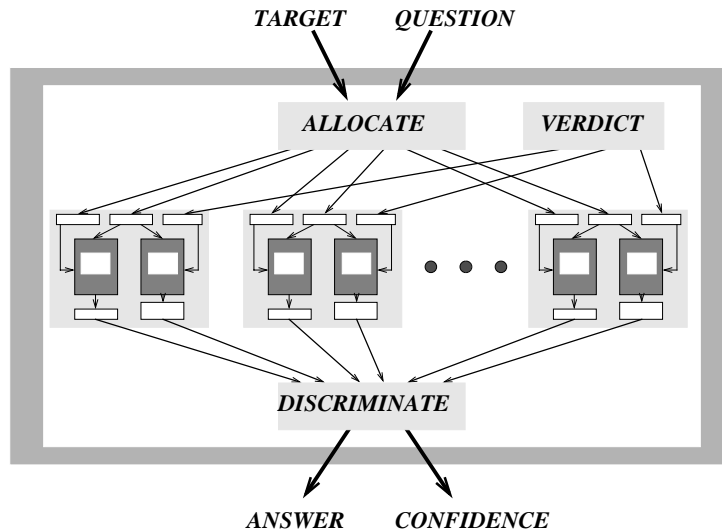 TARGET QUESTION
ALLOCATE VERDICT
DISCRIMINATE
ANSWER CONFIDENCE